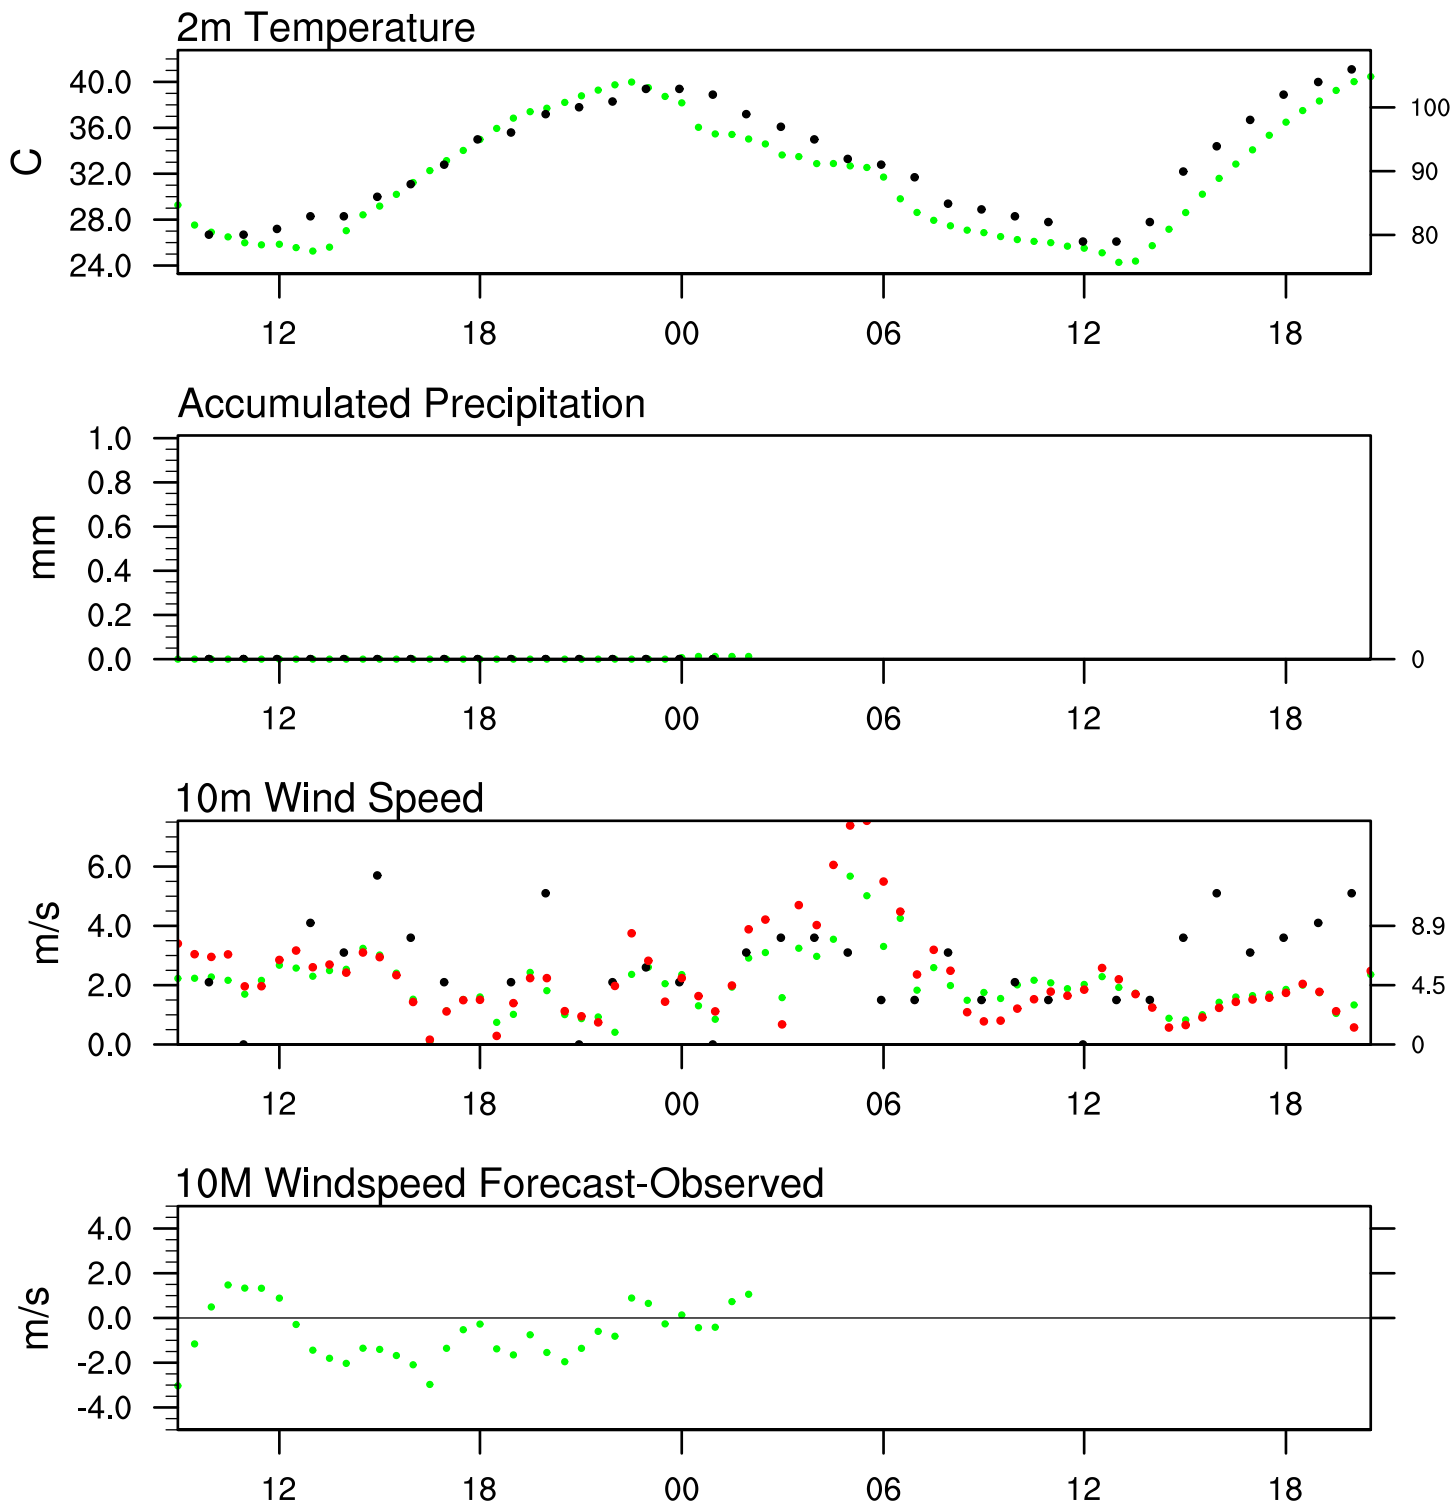 2m Temperature
40.0
36.0
32.0
28.0
24.0
C
100
90
80
12 18 00 06 12 18
Accumulated Precipitation
1.0
0.8
0.6
0.4
0.2
0.0
mm
0
12 18 00 06 12 18
10m Wind Speed
6.0
4.0
2.0
0.0
m/s
8.9
4.5
0
12 18 00 06 12 18
10M Windspeed Forecast-Observed
4.0
2.0
0.0
-2.0
-4.0
m/s
12 18 00 06 12 18